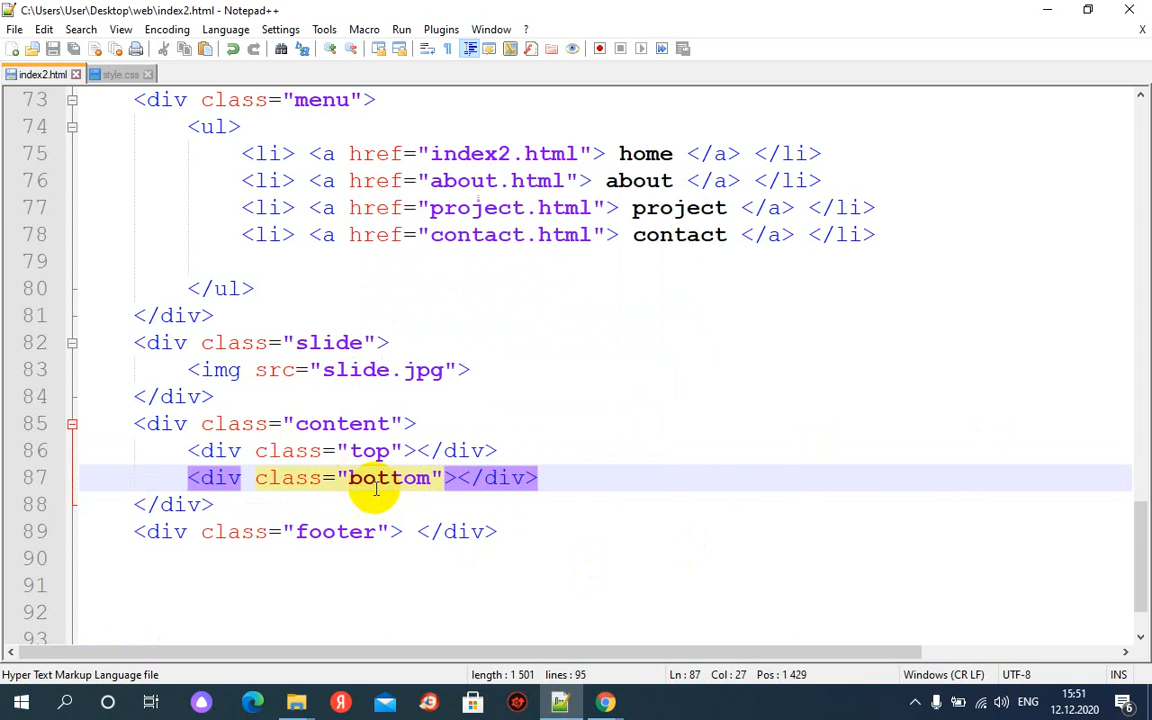 C:\Users\User\Desktop\web\index2.html - Notepad++
File Edit Search View Encoding Language Settings Tools Macro Run Plugins Window ? X
index2.html style.css
73 <div class="menu">
74 <ul>
75 <li> <a href="index2.html"> home </a> </li>
76 <li> <a href="about.html"> about </a> </li>
77 <li> <a href="project.html"> project </a> </li>
78 <li> <a href="contact.html"> contact </a> </li>
79
80 </ul>
81 </div>
82 <div class="slide">
83 <img src="slide.jpg">
84 </div>
85 <div class="content">
86 <div class="top"></div>
87 <div class="bottom"></div>
88 </div>
89 <div class="footer"> </div>
90
91
92
93
Hyper Text Markup Language file length : 1 501 lines : 95 Ln : 87 Col : 27 Pos : 1 429 Windows (CR LF) UTF-8 INS
ENG 15:51
12.12.2020 6